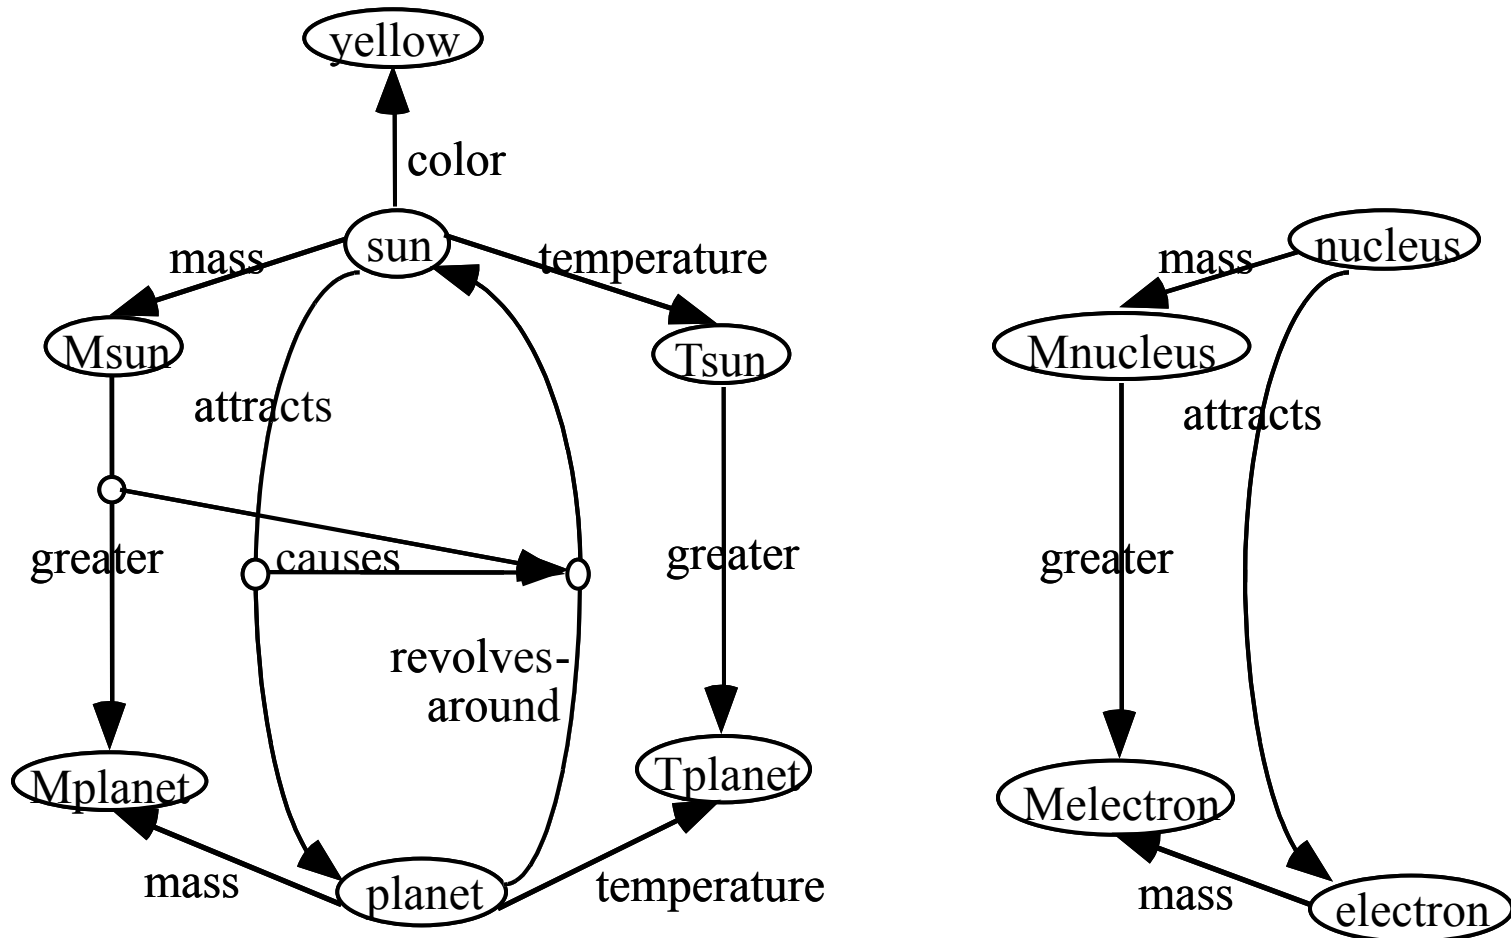 yellow
color
sun
nucleus
mass
temperature
mass
Msun
Tsun
Mnucleus
attracts
attracts
greater
causes
greater
greater
revolves-
around
Mplanet
Tplanet
Melectron
mass
planet
temperature
mass
electron